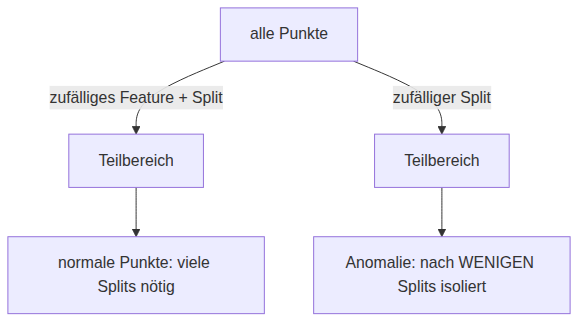 alle Punkte
zufälliges Feature + Split
zufälliger Split
Teilbereich
Teilbereich
normale Punkte: viele
Splits nötig
Anomalie: nach WENIGEN
Splits isoliert